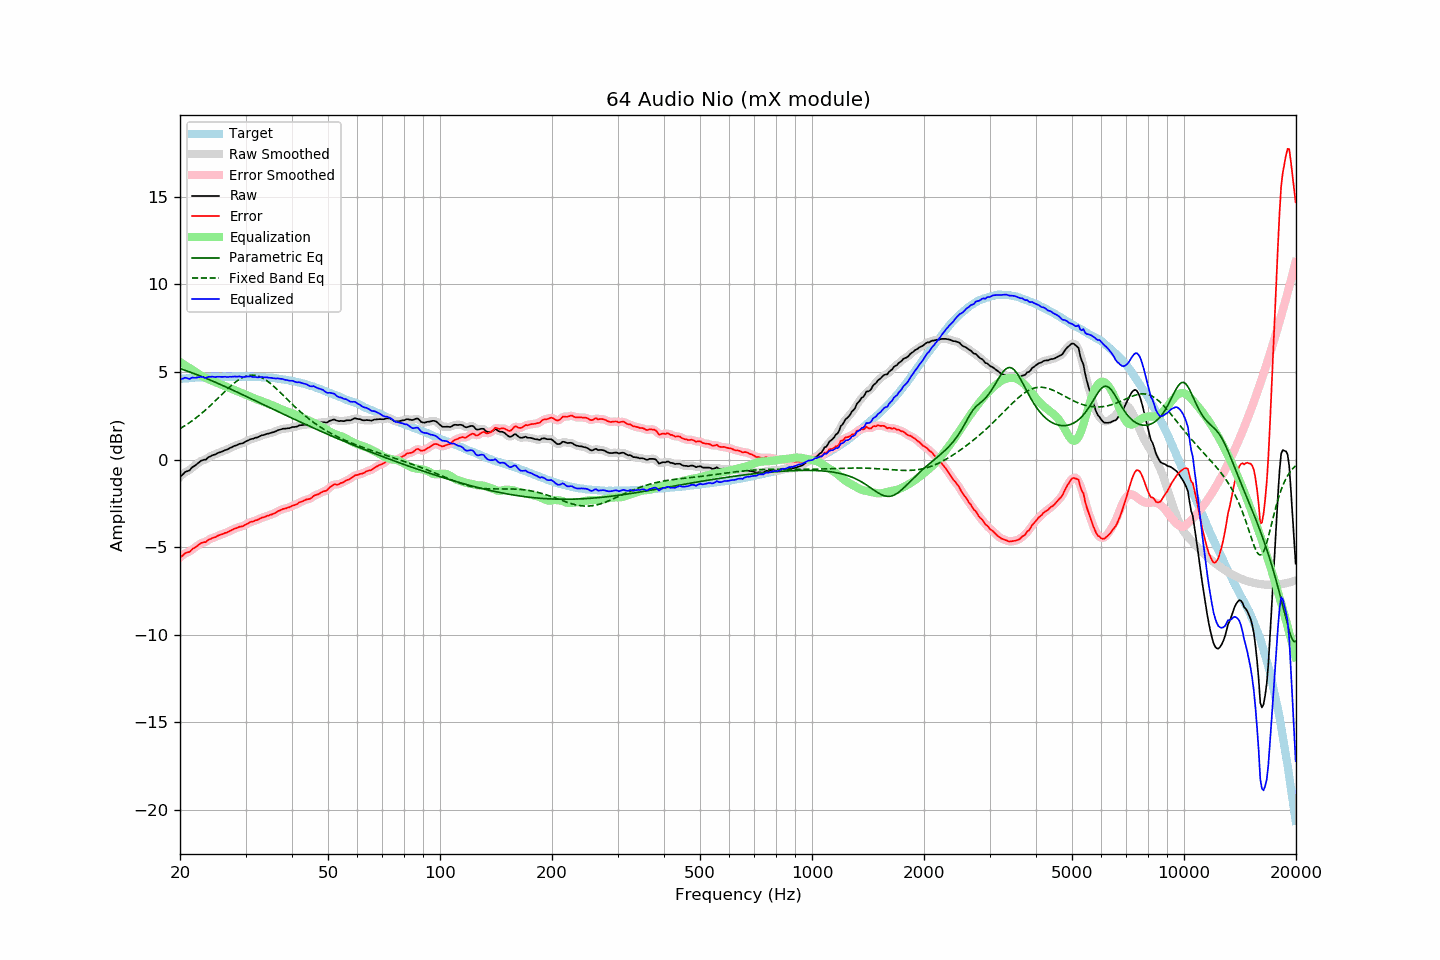 64 Audio Nio (mX module)
Target
Raw Smoothed
Error Smoothed
Raw
Error
Equalization
Parametric Eq
Fixed Band Eq
Equalized
15
10
5
0
−5
−10
−15
−20
Amplitude (dBr)
20 50 100 200 500 1000 2000 5000 10000 20000
Frequency (Hz)